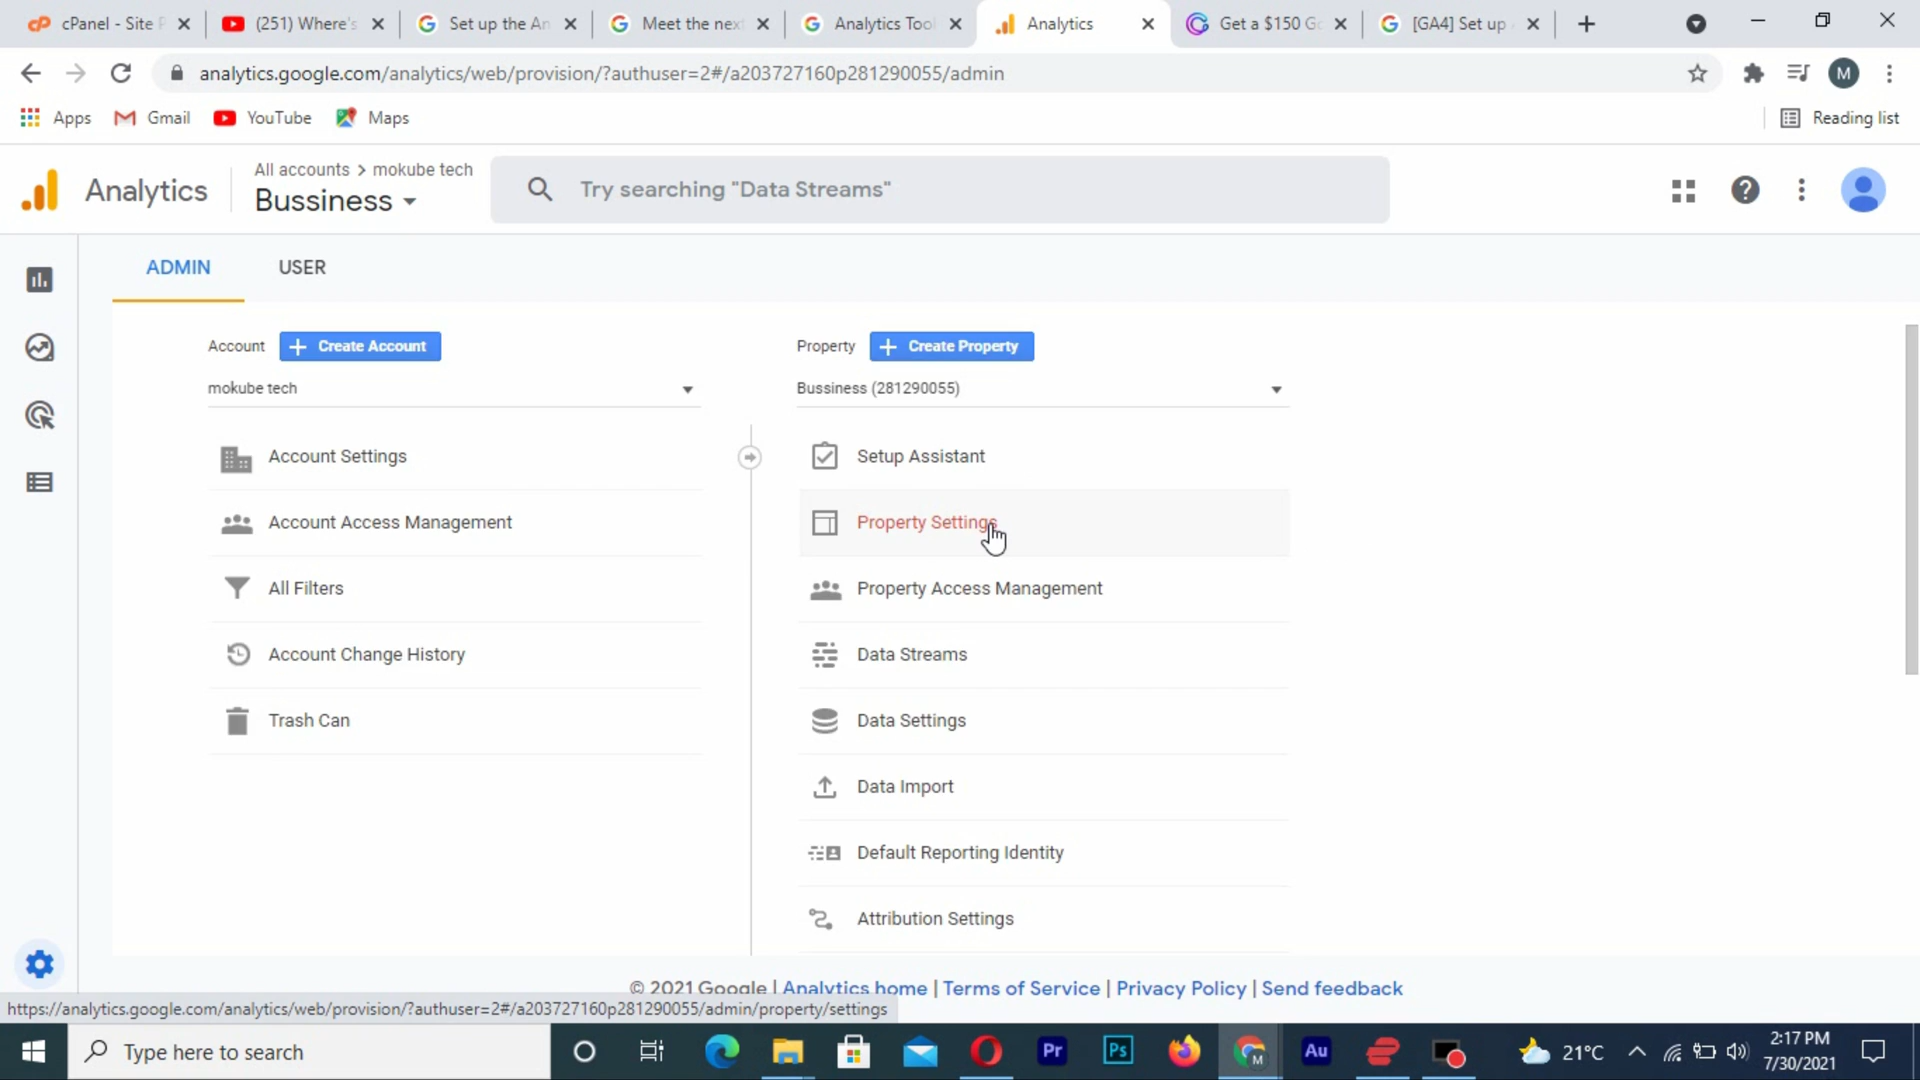 cPanel - Site P
(251) Where's
Set up the An
Meet the next
Analytics Tool
Analytics
Get a $150 Go
[GA4] Set up
analytics.google.com/analytics/web/provision/?authuser=2#/a203727160p281290055/admin
M
Apps
Gmail
YouTube
Maps
Reading list
Analytics
All accounts > mokube tech
Bussiness
Try searching "Data Streams"
ADMIN
USER
Account
Create Account
Property
Create Property
mokube tech
Bussiness (281290055)
Account Settings
Setup Assistant
Account Access Management
Property Settings
All Filters
Property Access Management
Account Change History
Data Streams
Trash Can
Data Settings
Data Import
Default Reporting Identity
Attribution Settings
© 2021 Google | Analytics home | Terms of Service | Privacy Policy | Send feedback
https://analytics.google.com/analytics/web/provision/?authuser=2#/a203727160p281290055/admin/property/settings
Type here to search
Pr
Ps
M
Au
21°C
2:17 PM
7/30/2021